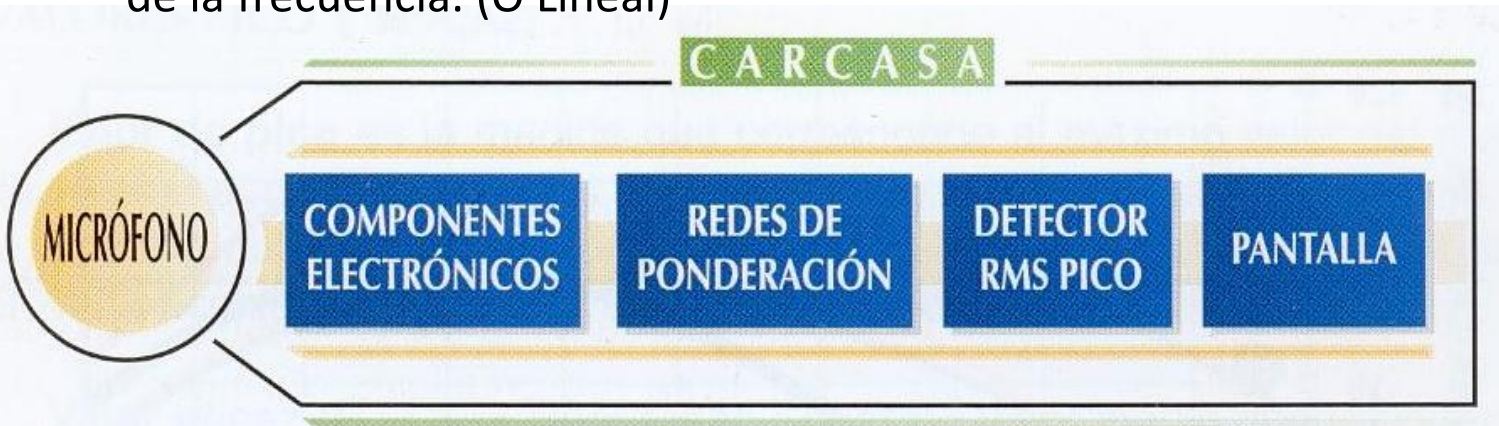 de la frecuencia. (O Lineal)
CARCASA
MICRÓFONO
COMPONENTES
ELECTRÓNICOS
REDES DE
PONDERACIÓN
DETECTOR
RMS PICO
PANTALLA